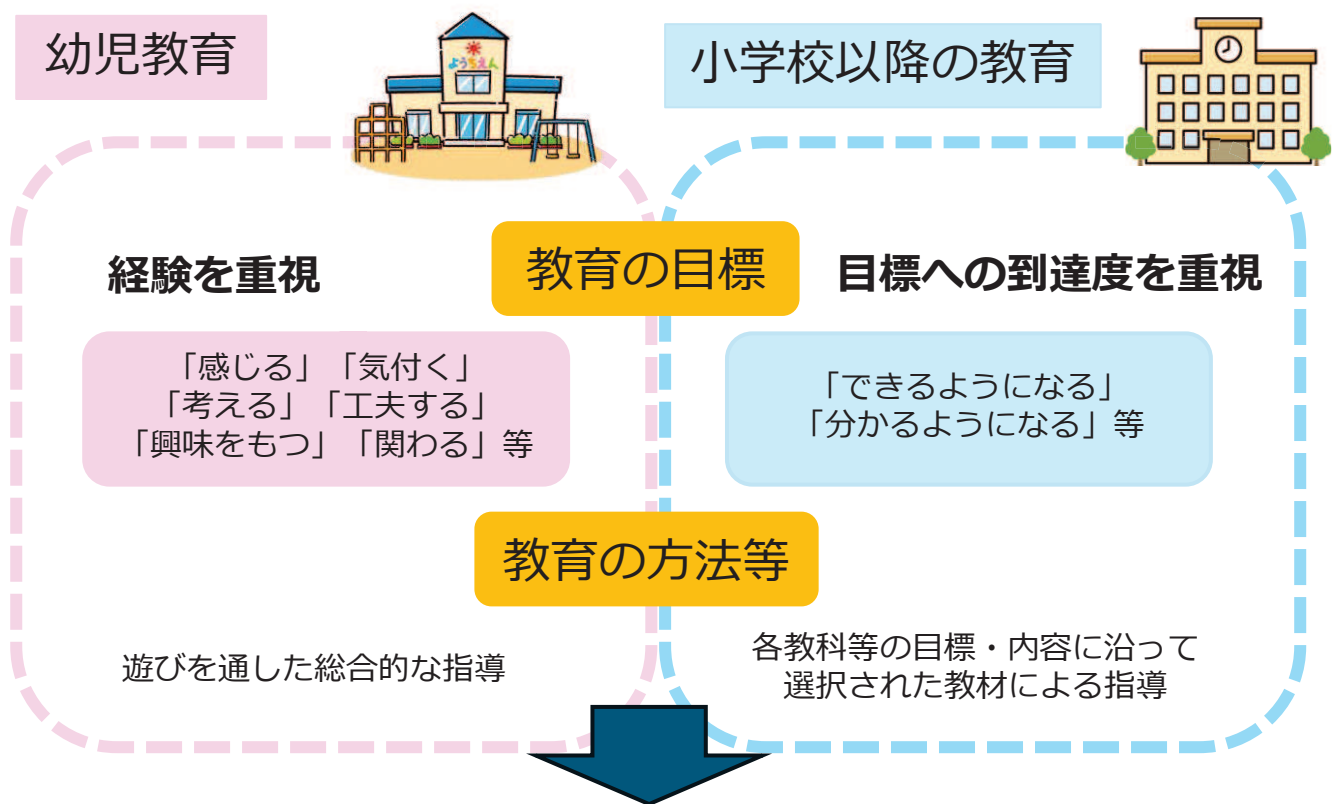 幼児教育
ようちえん
小学校以降の教育
教育の目標
経験を重視
目標への到達度を重視
「感じる」「気付く」
「考える」「工夫する」
「興味をもつ」「関わる」等
「できるようになる」
「分かるようになる」等
教育の方法等
遊びを通した総合的な指導
各教科等の目標・内容に沿って
選択された教材による指導